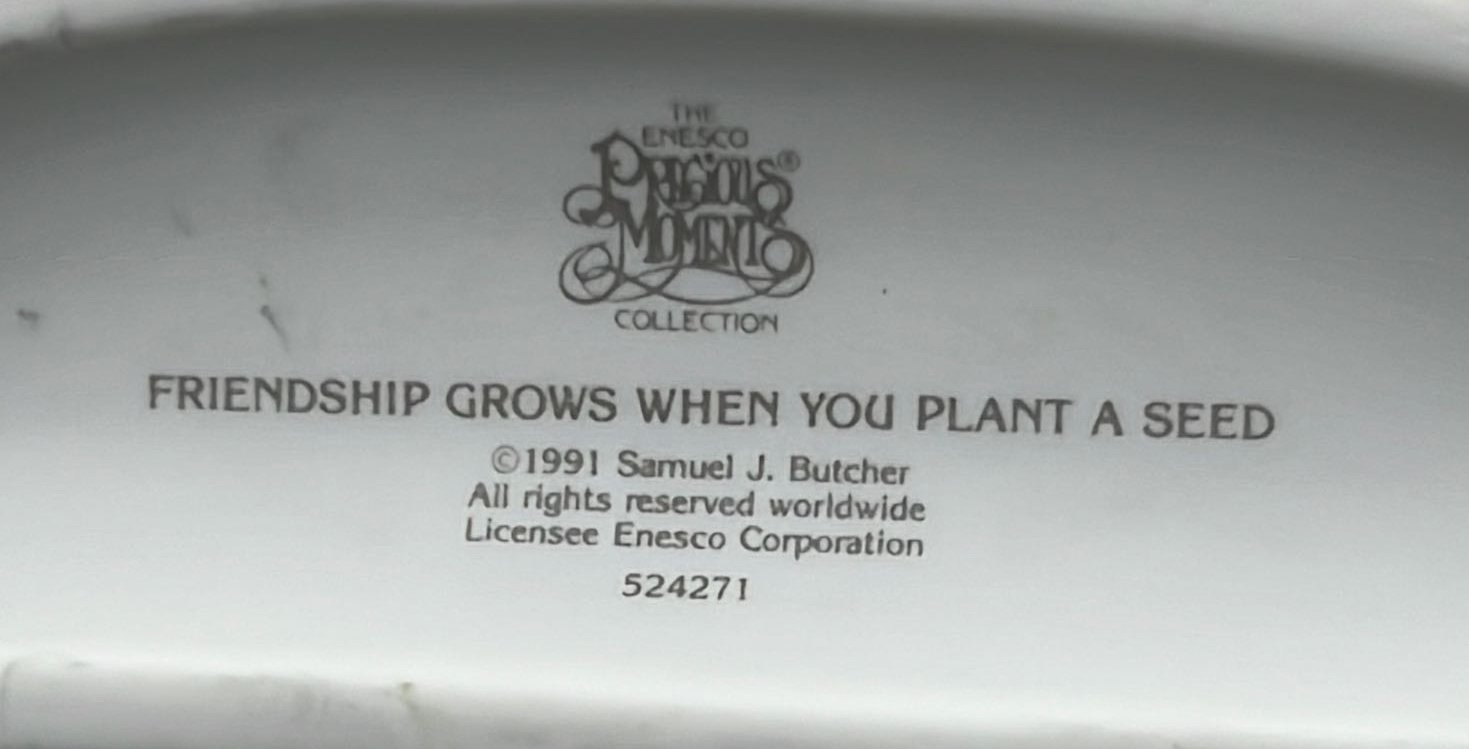 THE
ENESCO
PRECIOUS®
MOMENTS
COLLECTION
FRIENDSHIP GROWS WHEN YOU PLANT A SEED
©1991 Samuel J. Butcher
All rights reserved worldwide
Licensee Enesco Corporation
524271